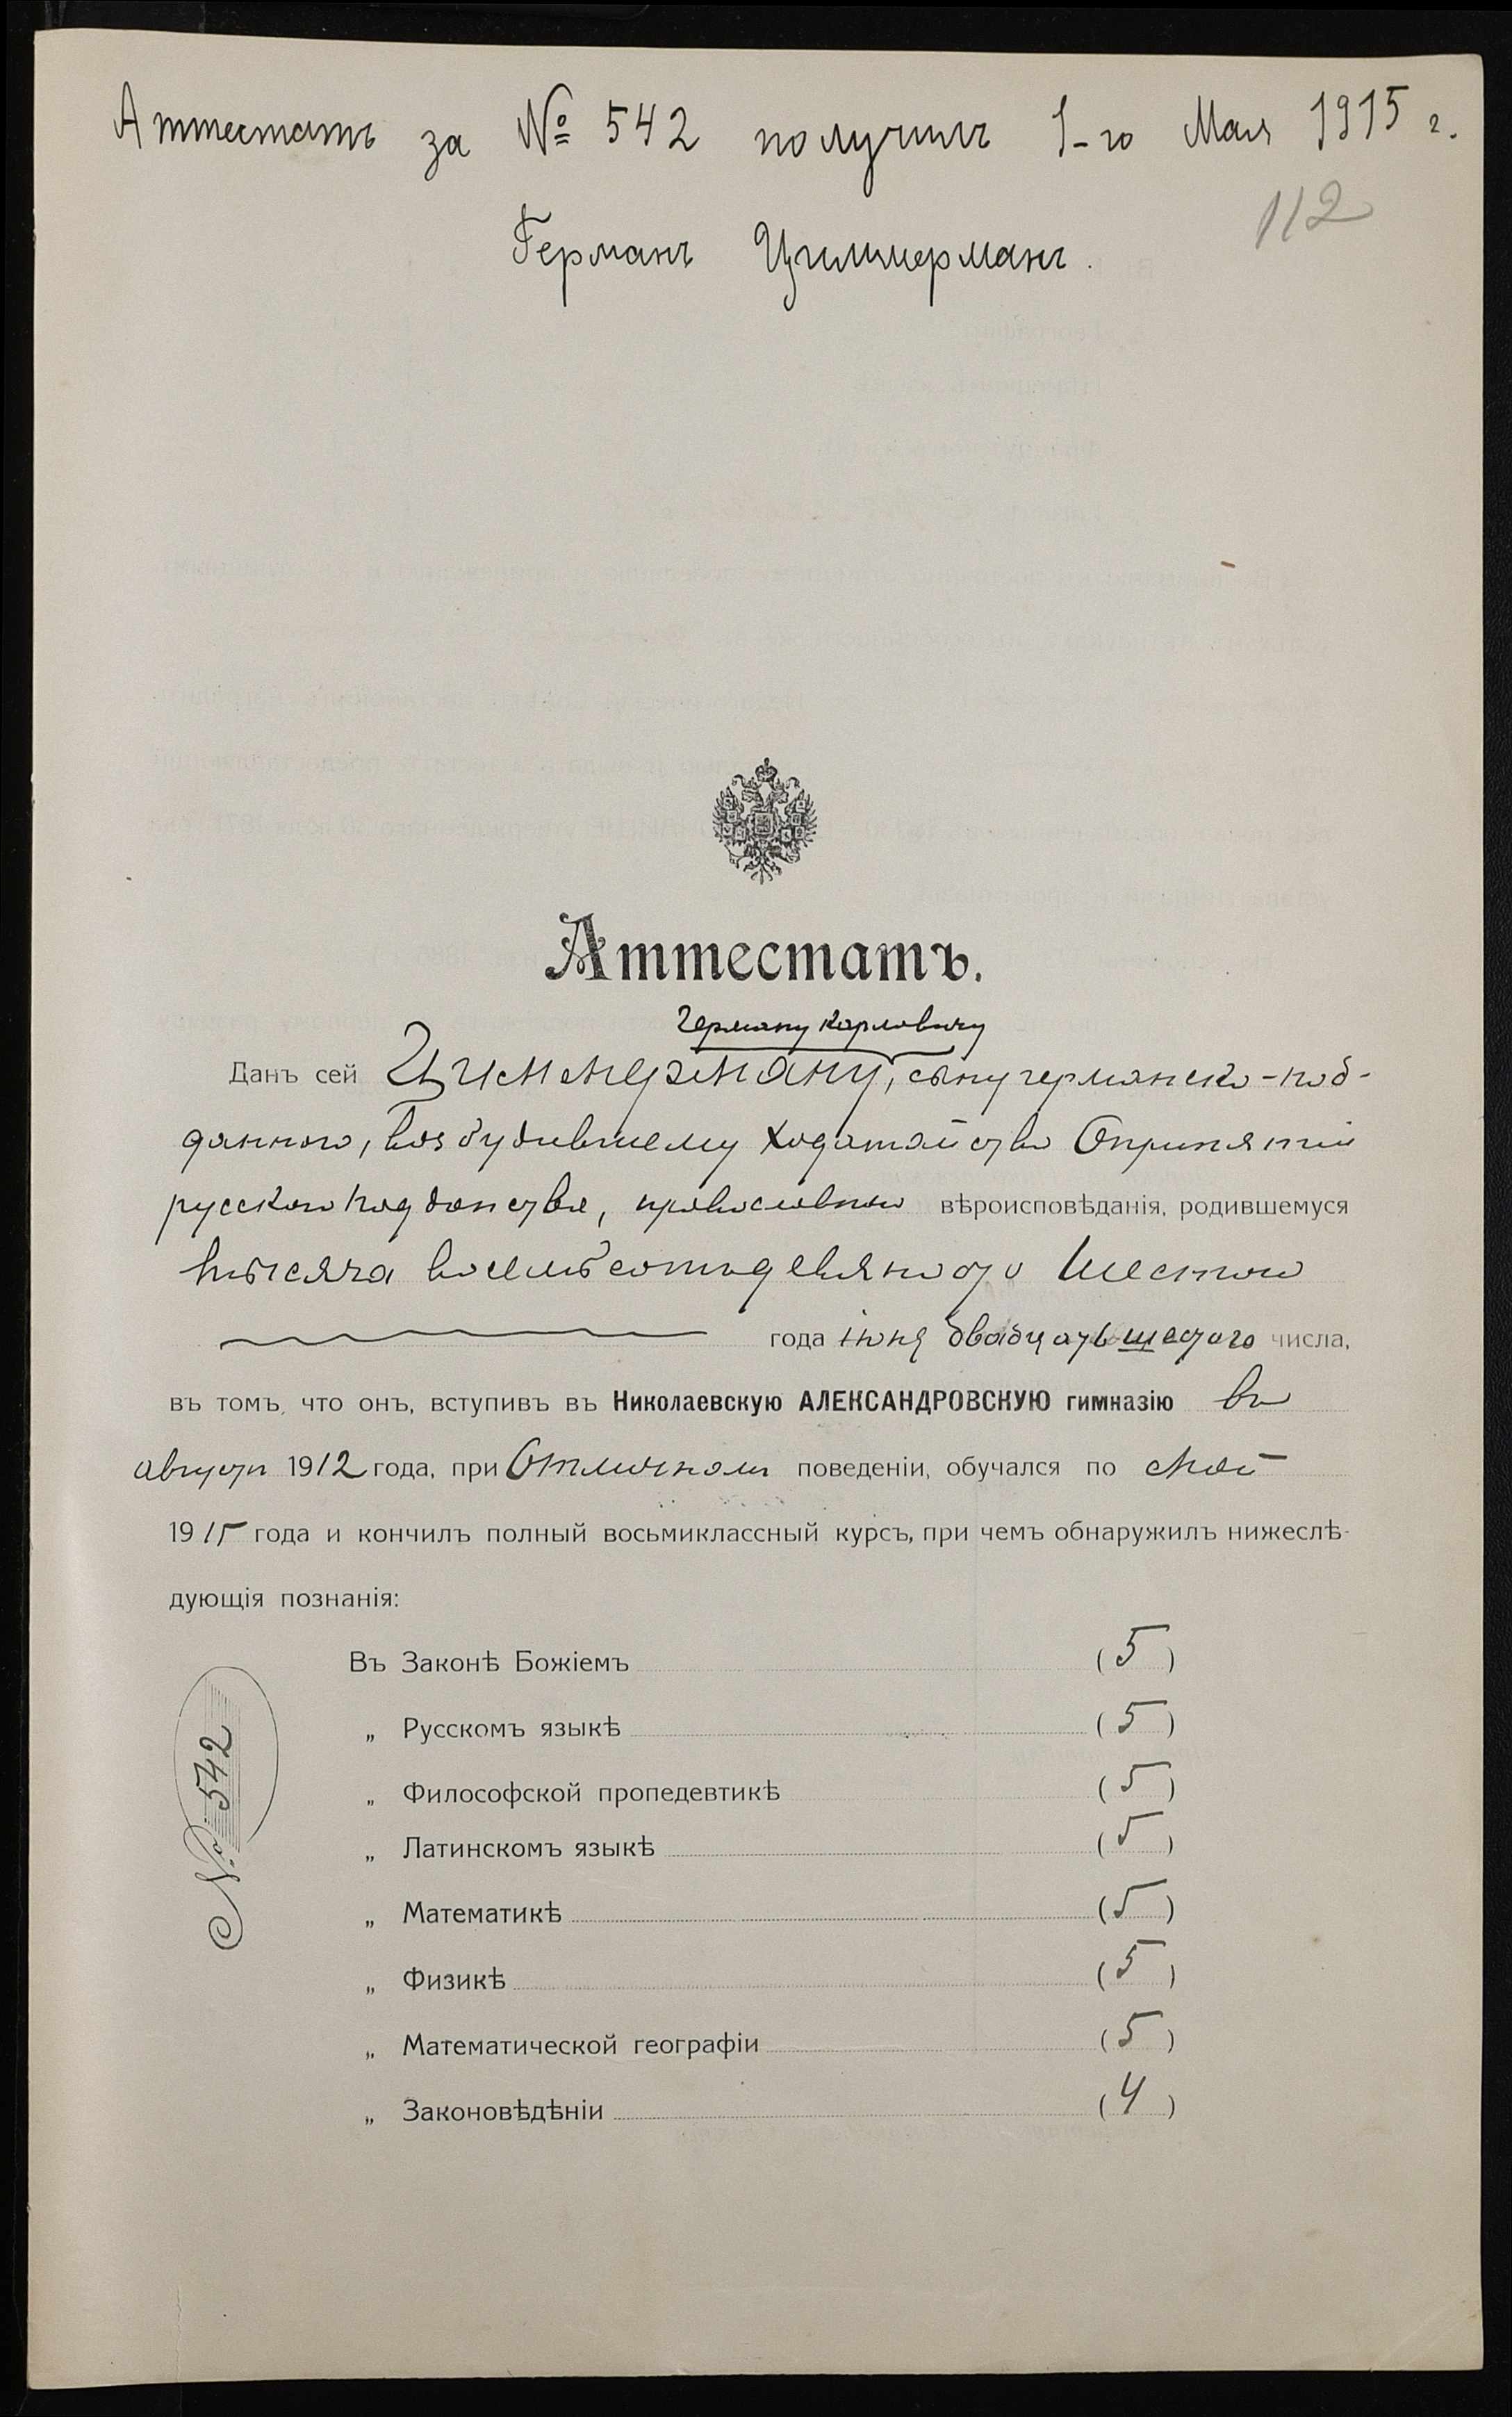 Аттестатъ за № 542 получилъ 1-го Мая 1915 г.
112
Германъ Циммерманъ.
Аттестатъ.
Герману Карловичу
Данъ сей Циммерману, сыну германско-под-
даннаго, возбудившему ходатайство о принятіи
русскаго подданства, православнаго вѣроисповѣданія, родившемуся
тысяча восемьсотъ девяносто шестого
года іюня двадцать шестого числа,
въ томъ, что онъ, вступивъ въ Николаевскую АЛЕКСАНДРОВСКУЮ гимназію въ
августѣ 1912 года, при отличномъ поведеніи, обучался по май
1915 года и кончилъ полный восьмиклассный курсъ, при чемъ обнаружилъ нижеслѣ-
дующія познанія:
Въ Законѣ Божіемъ (5)
„ Русскомъ языкѣ (5)
„ Философской пропедевтикѣ (5)
„ Латинскомъ языкѣ (5)
„ Математикѣ (5)
„ Физикѣ (5)
„ Математической географіи (5)
„ Законовѣдѣніи (4)
№ 542